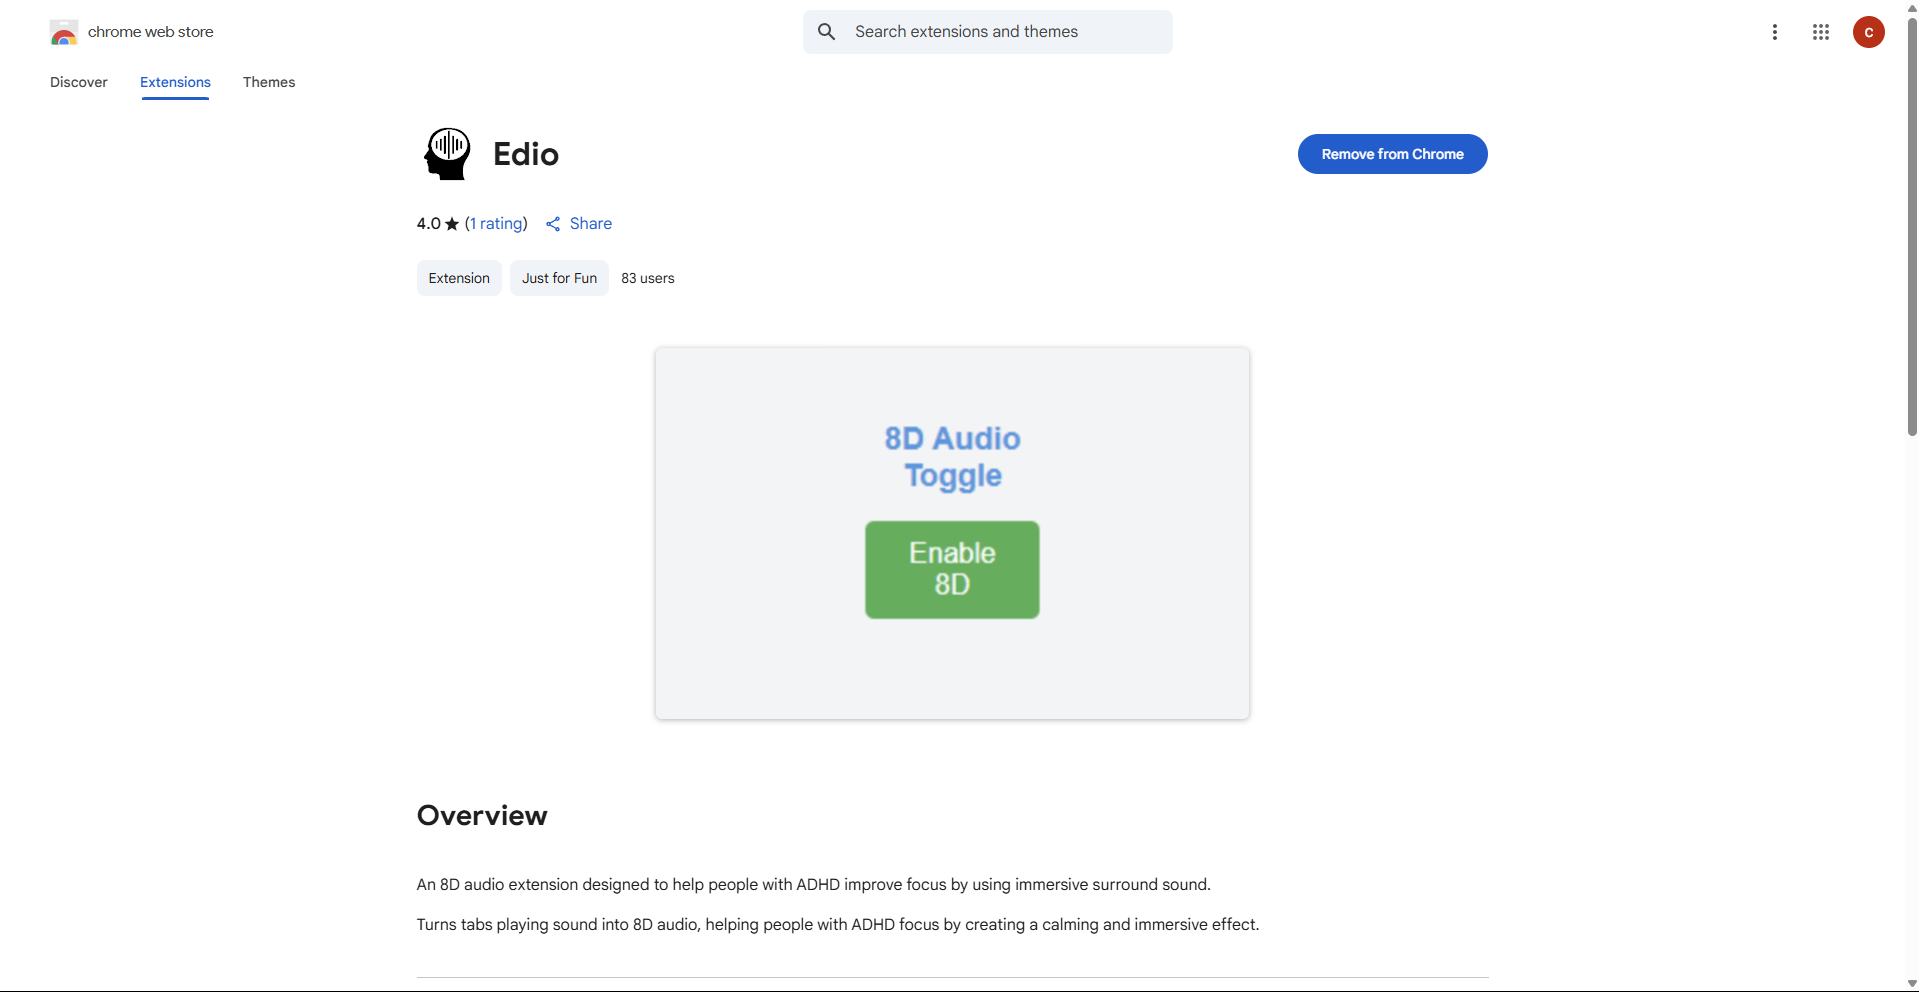 chrome web store
Search extensions and themes
C
Discover
Extensions
Themes
Edio
Remove from Chrome
4.0 ★ (1 rating)
Share
Extension
Just for Fun
83 users
8D Audio
Toggle
Enable
8D
Overview
An 8D audio extension designed to help people with ADHD improve focus by using immersive surround sound.
Turns tabs playing sound into 8D audio, helping people with ADHD focus by creating a calming and immersive effect.